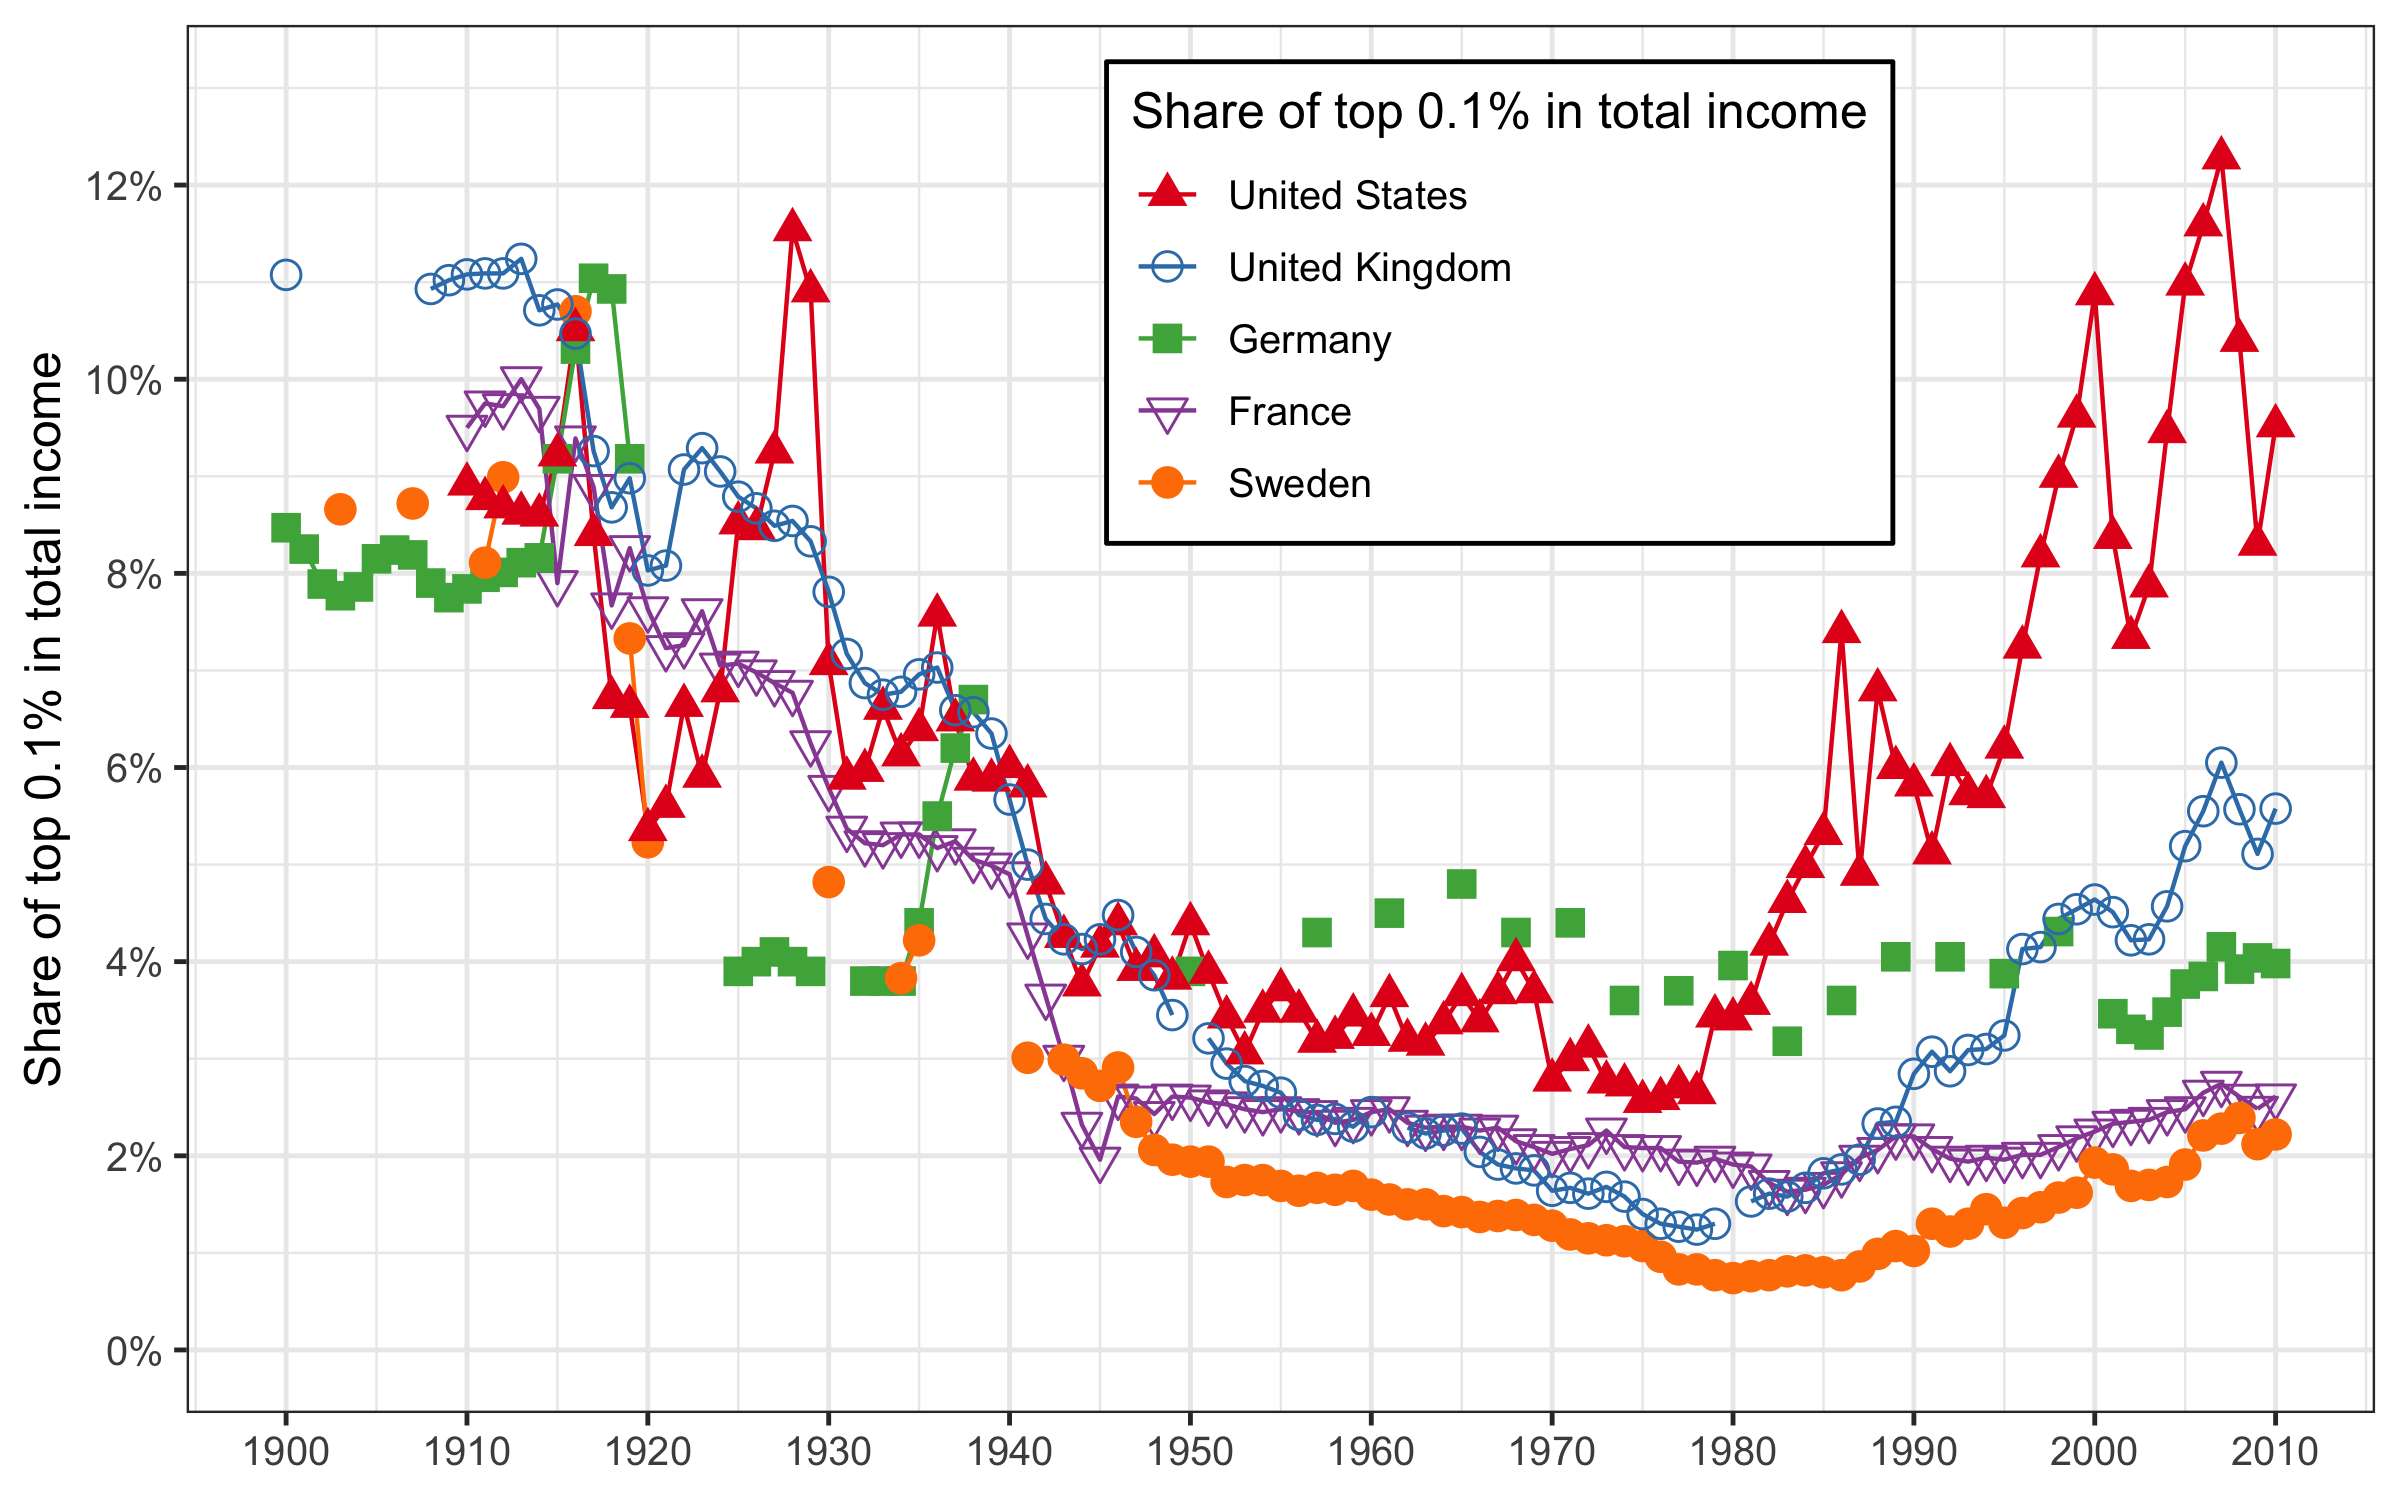 Share of top 0.1% in total income
United States
United Kingdom
Germany
France
Sweden
Share of top 0.1% in total income
12%
10%
8%
6%
4%
2%
0%
1900 1910 1920 1930 1940 1950 1960 1970 1980 1990 2000 2010